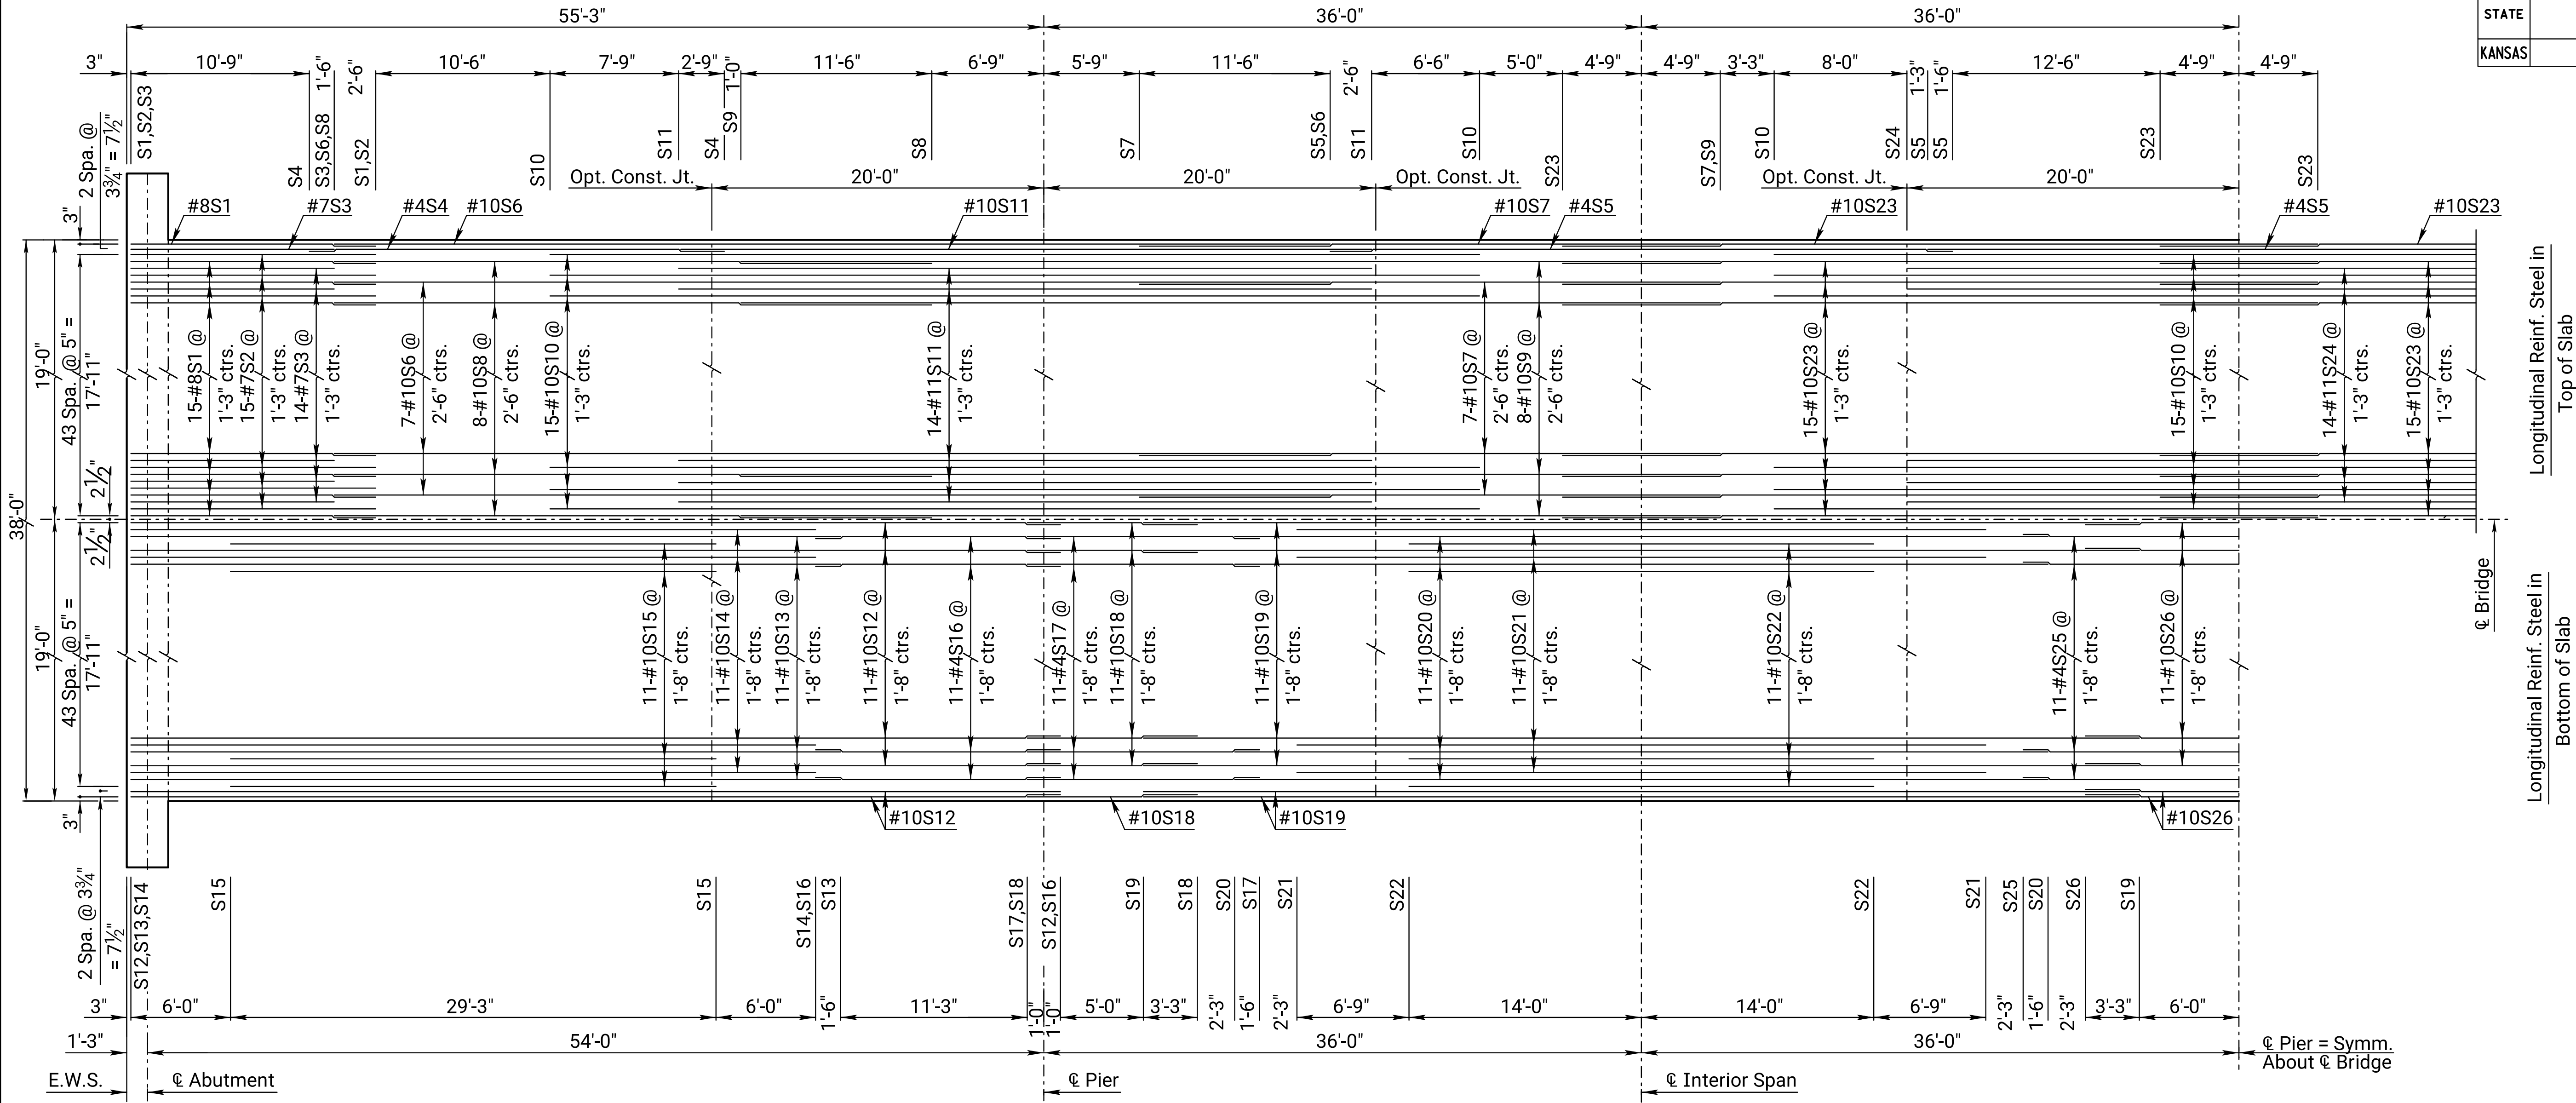 55'-3"
36'-0"
36'-0"
STATE
KANSAS
3"
10'-9"
1'-6"
2'-6"
10'-6"
7'-9"
2'-9"
1'-0"
11'-6"
6'-9"
5'-9"
11'-6"
2'-6"
6'-6"
5'-0"
4'-9"
4'-9"
3'-3"
8'-0"
1'-3"
1'-6"
12'-6"
4'-9"
4'-9"
2 Spa. @
3¾" = 7½"
S1,S2,S3
S4
S3,S6,S8
S1,S2
S10
S11
S4
S9
S8
S7
S5,S6
S11
S10
S23
S7,S9
S10
S24
S5
S5
S23
S23
Opt. Const. Jt.
20'-0"
20'-0"
Opt. Const. Jt.
Opt. Const. Jt.
20'-0"
3"
#8S1
#7S3
#4S4
#10S6
#10S11
#10S7
#4S5
#10S23
#4S5
#10S23
38'-0"
19'-0"
43 Spa. @ 5" =
17'-11"
2½"
15-#8S1 @
1'-3" ctrs.
15-#7S2 @
1'-3" ctrs.
14-#7S3 @
1'-3" ctrs.
7-#10S6 @
2'-6" ctrs.
8-#10S8 @
2'-6" ctrs.
15-#10S10 @
1'-3" ctrs.
14-#11S11 @
1'-3" ctrs.
7-#10S7 @
2'-6" ctrs.
8-#10S9 @
2'-6" ctrs.
15-#10S23 @
1'-3" ctrs.
15-#10S10 @
1'-3" ctrs.
14-#11S24 @
1'-3" ctrs.
15-#10S23 @
1'-3" ctrs.
Longitudinal Reinf. Steel in
Top of Slab
2½"
19'-0"
43 Spa. @ 5" =
17'-11"
11-#10S15 @
1'-8" ctrs.
11-#10S14 @
1'-8" ctrs.
11-#10S13 @
1'-8" ctrs.
11-#10S12 @
1'-8" ctrs.
11-#4S16 @
1'-8" ctrs.
11-#4S17 @
1'-8" ctrs.
11-#10S18 @
1'-8" ctrs.
11-#10S19 @
1'-8" ctrs.
11-#10S20 @
1'-8" ctrs.
11-#10S21 @
1'-8" ctrs.
11-#10S22 @
1'-8" ctrs.
11-#4S25 @
1'-8" ctrs.
11-#10S26 @
1'-8" ctrs.
℄ Bridge
Longitudinal Reinf. Steel in
Bottom of Slab
3"
#10S12
#10S18
#10S19
#10S26
2 Spa. @ 3¾"
= 7½"
S12,S13,S14
S15
S15
S14,S16
S13
S17,S18
S12,S16
S19
S18
S20
S17
S21
S22
S22
S21
S25
S20
S26
S19
3"
6'-0"
29'-3"
6'-0"
1'-6"
11'-3"
1'-0"
1'-0"
5'-0"
3'-3"
2'-3"
1'-6"
2'-3"
6'-9"
14'-0"
14'-0"
6'-9"
2'-3"
1'-6"
2'-3"
3'-3"
6'-0"
1'-3"
54'-0"
36'-0"
36'-0"
℄ Pier = Symm.
About ℄ Bridge
E.W.S.
℄ Abutment
℄ Pier
℄ Interior Span